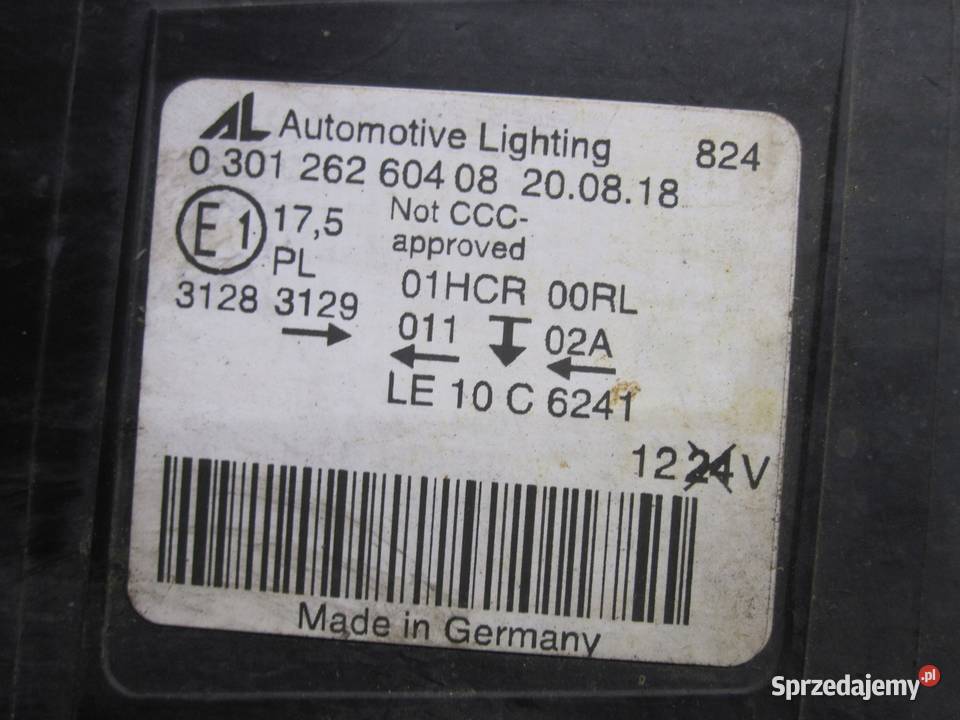 AL Automotive Lighting 824
0 301 262 604 08 20.08.18
E1 17,5 Not CCC-
PL approved
3128 3129 01HCR 00RL
011 02A
LE 10 C 6241
12 24 V
Made in Germany
Sprzedajemy.pl